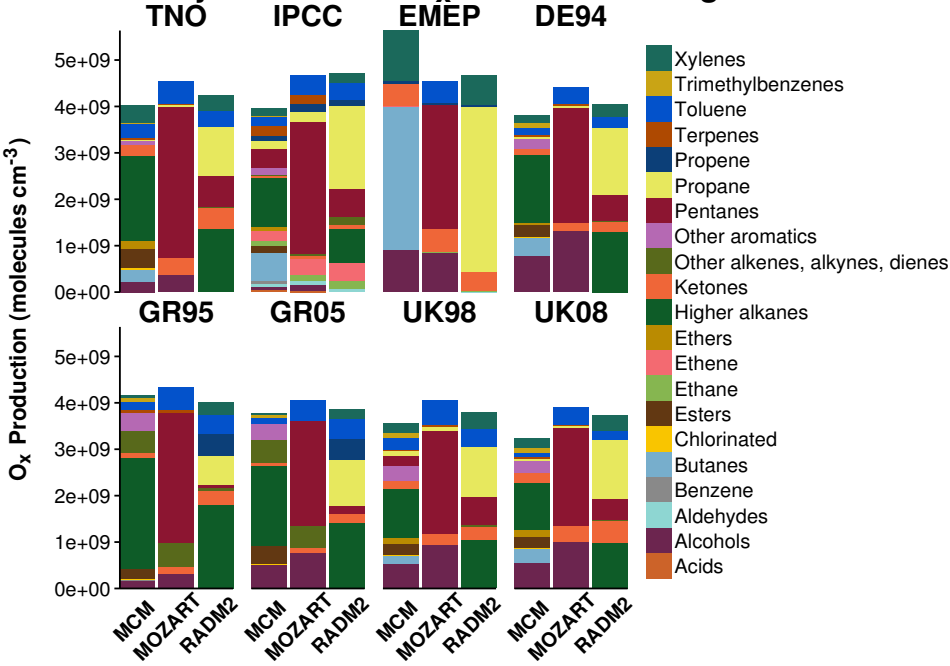 TNO IPCC EMEP DE94
5e+09
4e+09
3e+09
2e+09
1e+09
0e+00
GR95 GR05 UK98 UK08
5e+09
4e+09
3e+09
2e+09
1e+09
0e+00
Ox Production (molecules cm-3)
MCM MOZART RADM2 MCM MOZART RADM2 MCM MOZART RADM2 MCM MOZART RADM2
Xylenes
Trimethylbenzenes
Toluene
Terpenes
Propene
Propane
Pentanes
Other aromatics
Other alkenes, alkynes, dienes
Ketones
Higher alkanes
Ethers
Ethene
Ethane
Esters
Chlorinated
Butanes
Benzene
Aldehydes
Alcohols
Acids